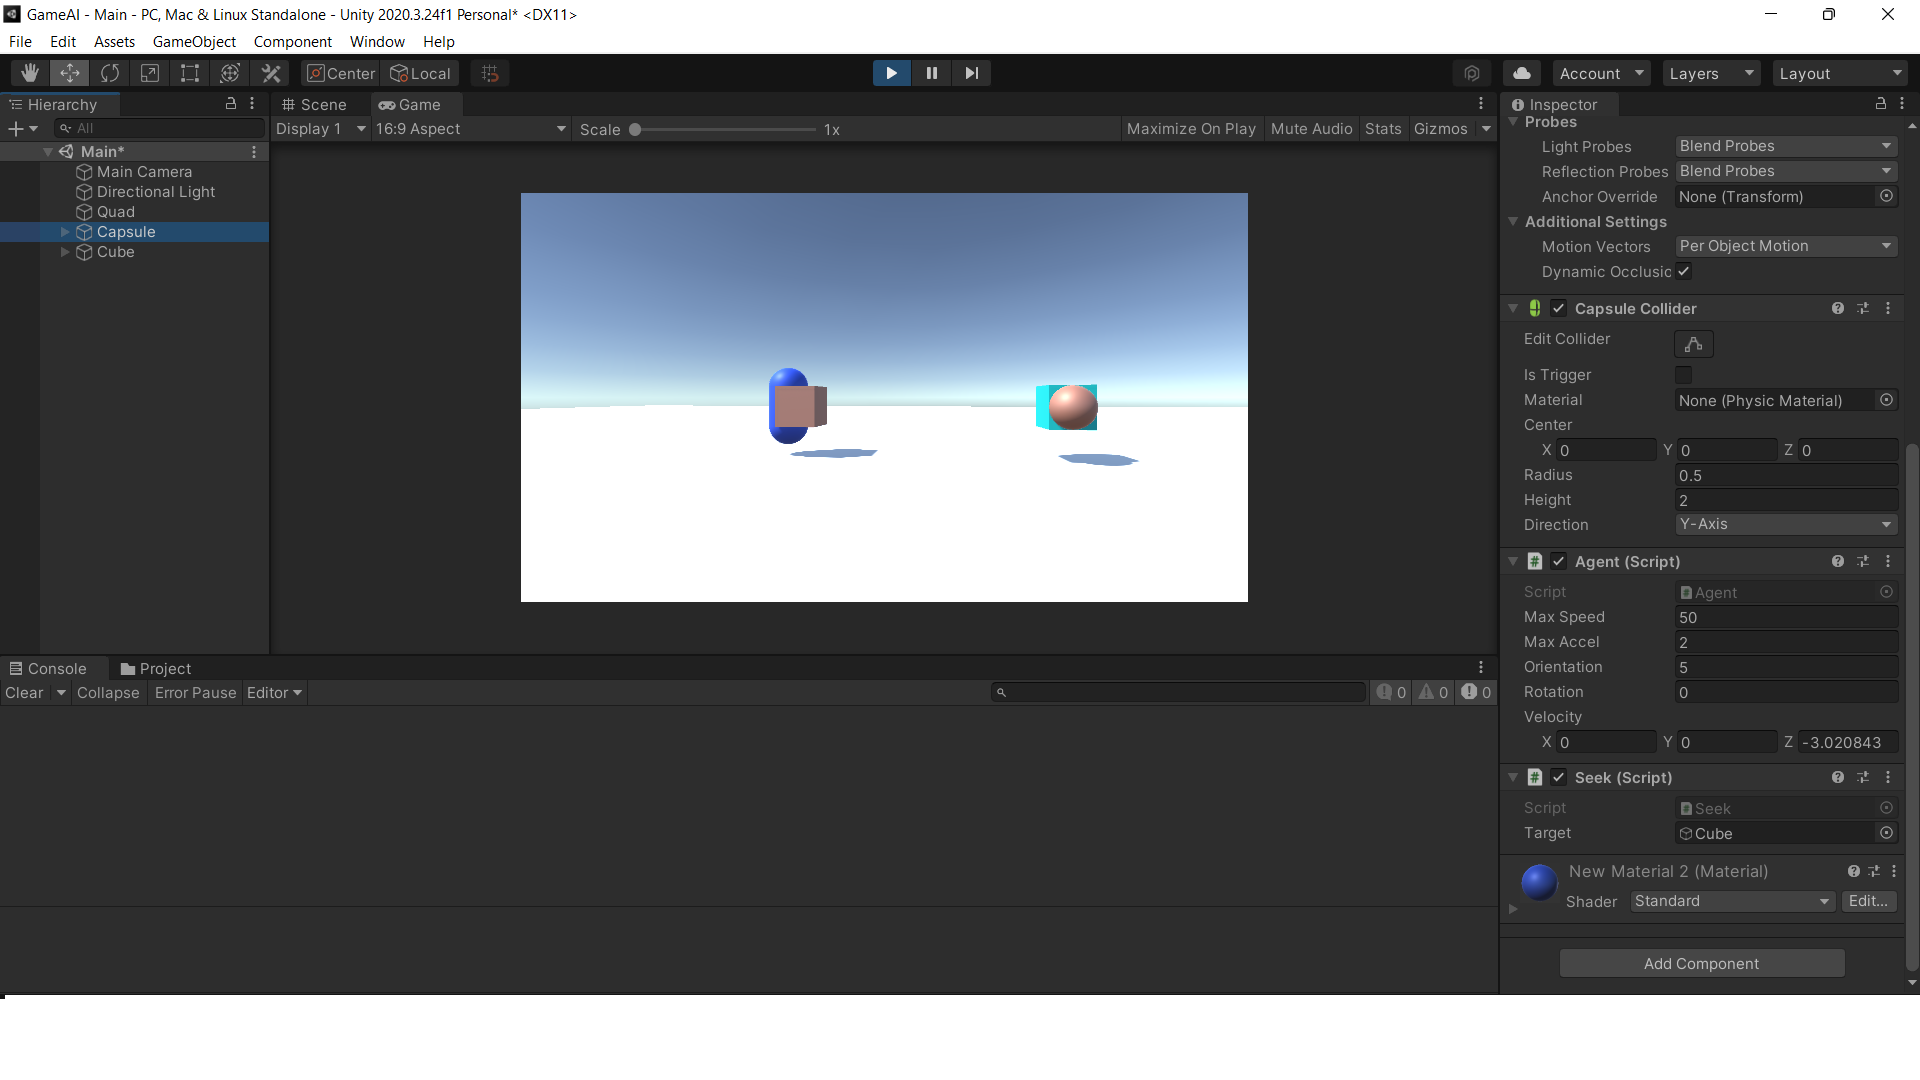 GameAI - Main - PC, Mac & Linux Standalone - Unity 2020.3.24f1 Personal* <DX11>
File Edit Assets GameObject Component Window Help
Center Local Account Layers Layout
Hierarchy
All
Main*
Main Camera
Directional Light
Quad
Capsule
Cube
Scene Game
Display 1 16:9 Aspect Scale 1x Maximize On Play Mute Audio Stats Gizmos
Console Project
Clear Collapse Error Pause Editor 0 0 0
Inspector
Probes
Light Probes Blend Probes
Reflection Probes Blend Probes
Anchor Override None (Transform)
Additional Settings
Motion Vectors Per Object Motion
Dynamic Occlusic
Capsule Collider
Edit Collider
Is Trigger
Material None (Physic Material)
Center
X 0 Y 0 Z 0
Radius 0.5
Height 2
Direction Y-Axis
Agent (Script)
Script Agent
Max Speed 50
Max Accel 2
Orientation 5
Rotation 0
Velocity
X 0 Y 0 Z -3.020843
Seek (Script)
Script Seek
Target Cube
New Material 2 (Material)
Shader Standard Edit...
Add Component